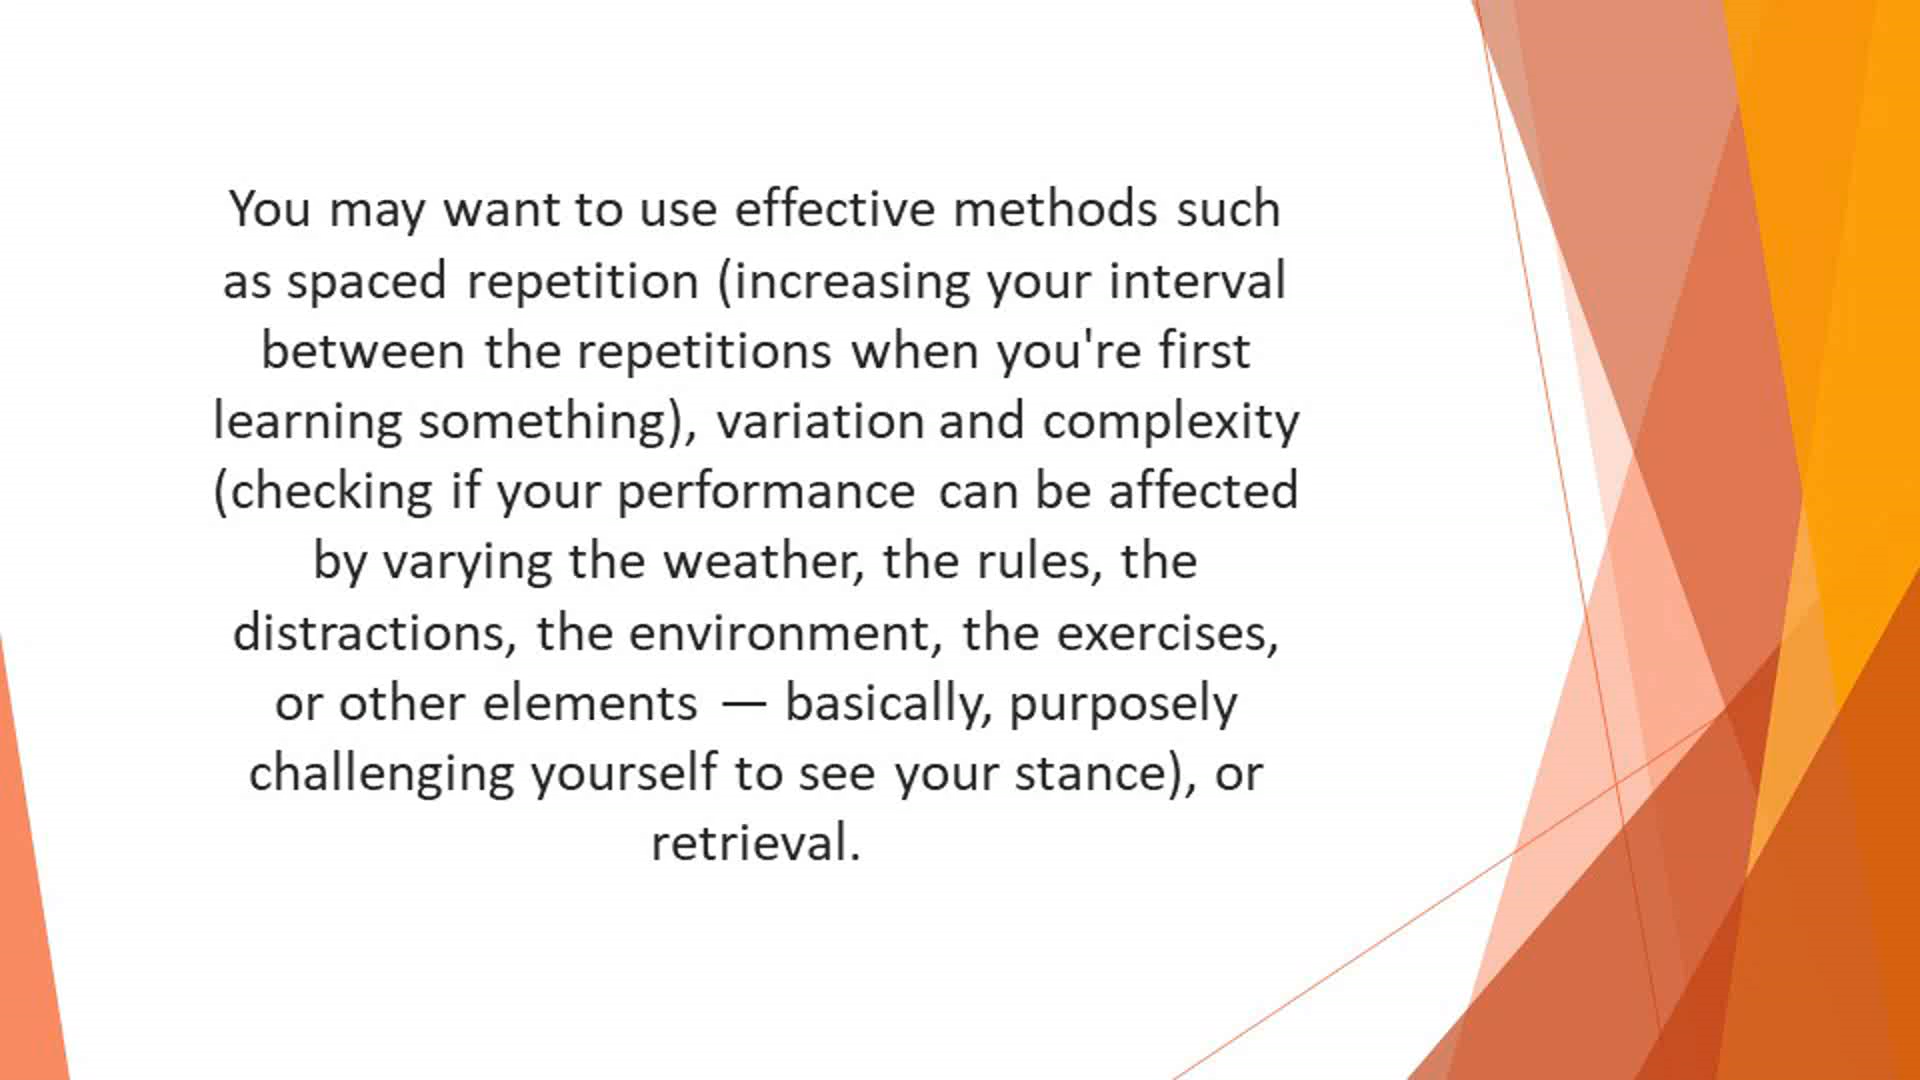 You may want to use effective methods such
as spaced repetition (increasing your interval
between the repetitions when you're first
learning something), variation and complexity
(checking if your performance can be affected
by varying the weather, the rules, the
distractions, the environment, the exercises,
or other elements — basically, purposely
challenging yourself to see your stance), or
retrieval.